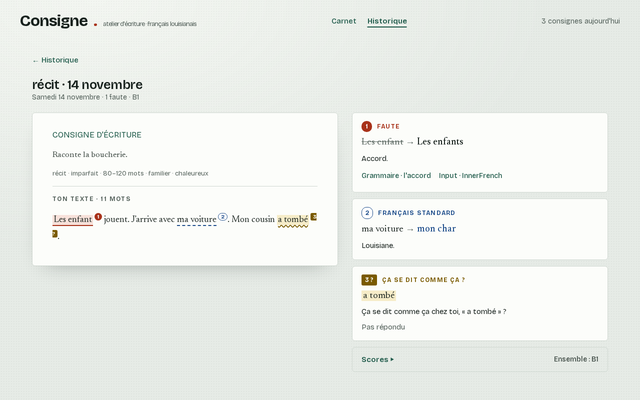 Consigne. atelier d'écriture · français louisianais
Carnet Historique
3 consignes aujourd'hui
← Historique
récit · 14 novembre
Samedi 14 novembre · 1 faute · B1
CONSIGNE D'ÉCRITURE
Raconte la boucherie.
récit · imparfait · 80–120 mots · familier · chaleureux
TON TEXTE · 11 MOTS
Les enfant 1 jouent. J'arrive avec ma voiture 2. Mon cousin a tombé 3
?.
1 FAUTE
Les enfant → Les enfants
Accord.
Grammaire · l'accord Input · InnerFrench
2 FRANÇAIS STANDARD
ma voiture → mon char
Louisiane.
3 ? ÇA SE DIT COMME ÇA ?
a tombé
Ça se dit comme ça chez toi, « a tombé » ?
Pas répondu
Scores ▸ Ensemble : B1